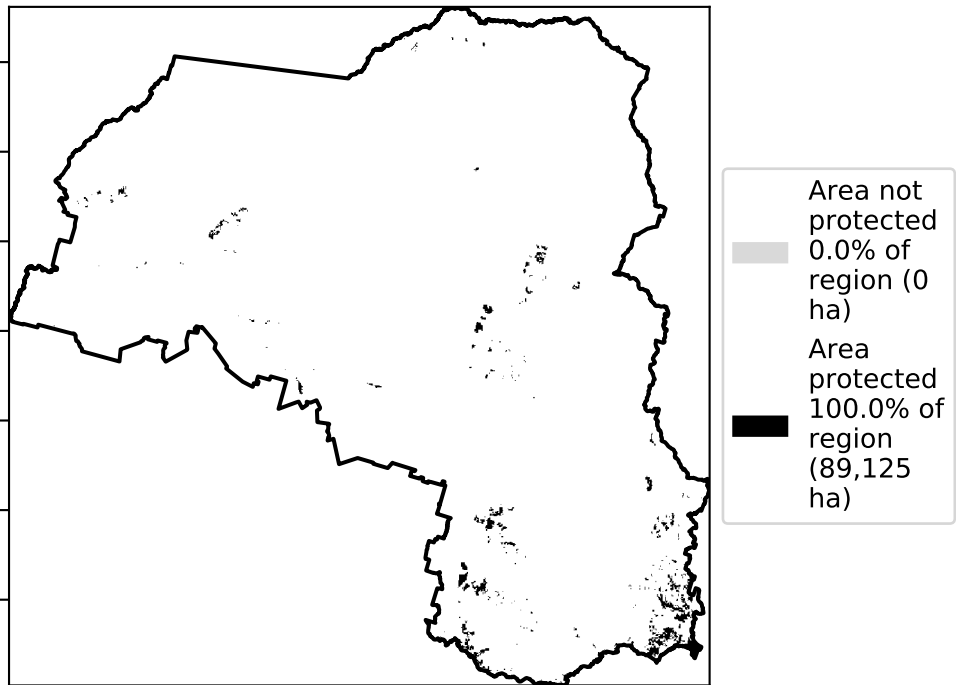 Area not
protected
0.0% of
region (0
ha)
Area
protected
100.0% of
region
(89,125
ha)